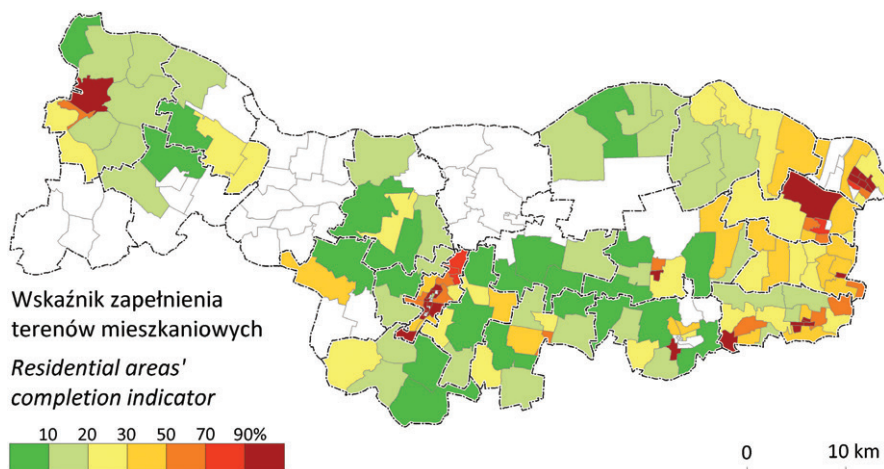 Wskaźnik zapełnienia
terenów mieszkaniowych
Residential areas'
completion indicator
10 20 30 50 70 90%
0 10 km